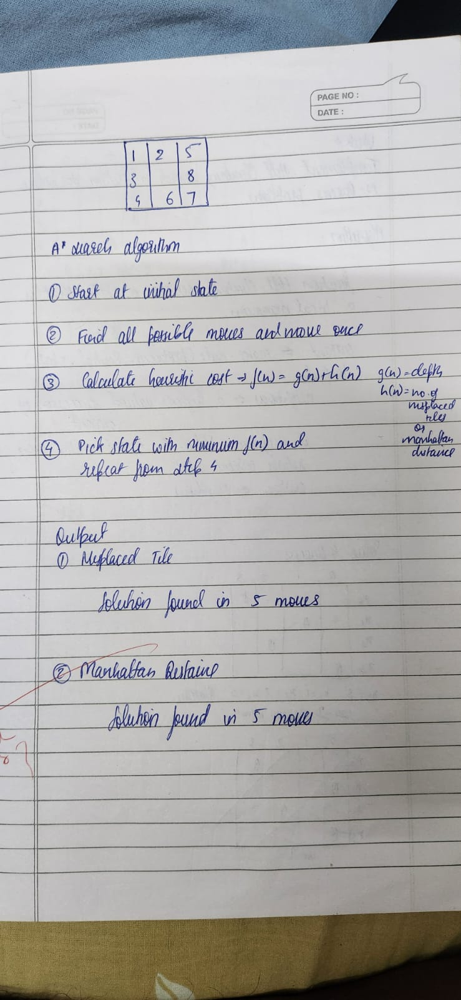 PAGE NO :
DATE :
1 2 5
3 8
4 6 7
A* search algorithm
① Start at initial state
② Find all possible moves and move once
③ Calculate heuristic cost → f(n) = g(n) + h(n) g(n) = depth
h(n) = no. of
misplaced
tiles
or
manhattan
distance
④ Pick state with minimum f(n) and
repeat from step 4
Output
① Misplaced Tile
Solution found in 5 moves
② Manhattan Distance
Solution found in 5 moves